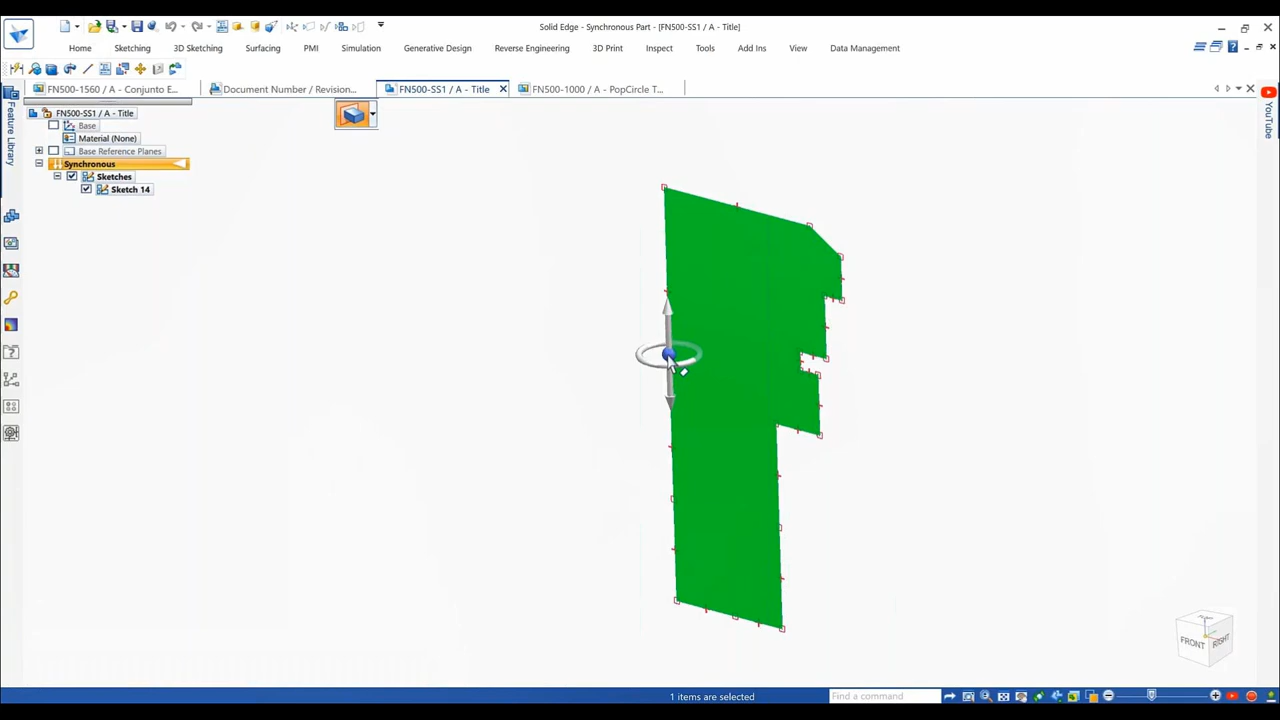 Solid Edge - Synchronous Part - [FN500-SS1 / A - Title]
Home Sketching 3D Sketching Surfacing PMI Simulation Generative Design Reverse Engineering 3D Print Inspect Tools Add Ins View Data Management
FN500-1560 / A - Conjunto E... Document Number / Revision... FN500-SS1 / A - Title FN500-1000 / A - PopCircle T...
Feature Library
YouTube
FN500-SS1 / A - Title
Base
Material (None)
Base Reference Planes
Synchronous
Sketches
Sketch 14
FRONT RIGHT
1 items are selected
Find a command